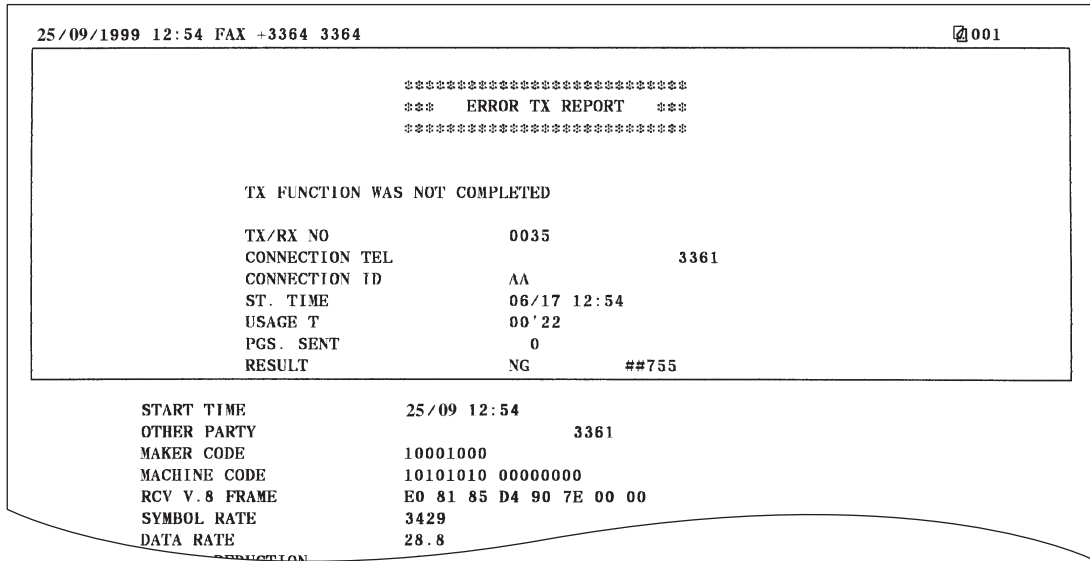 25/09/1999 12:54 FAX +3364 3364 001
***************************
*** ERROR TX REPORT ***
***************************
TX FUNCTION WAS NOT COMPLETED
TX/RX NO 0035
CONNECTION TEL 3361
CONNECTION ID AA
ST. TIME 06/17 12:54
USAGE T 00'22
PGS. SENT 0
RESULT NG ##755
START TIME 25/09 12:54
OTHER PARTY 3361
MAKER CODE 10001000
MACHINE CODE 10101010 00000000
RCV V.8 FRAME E0 81 85 D4 90 7E 00 00
SYMBOL RATE 3429
DATA RATE 28.8